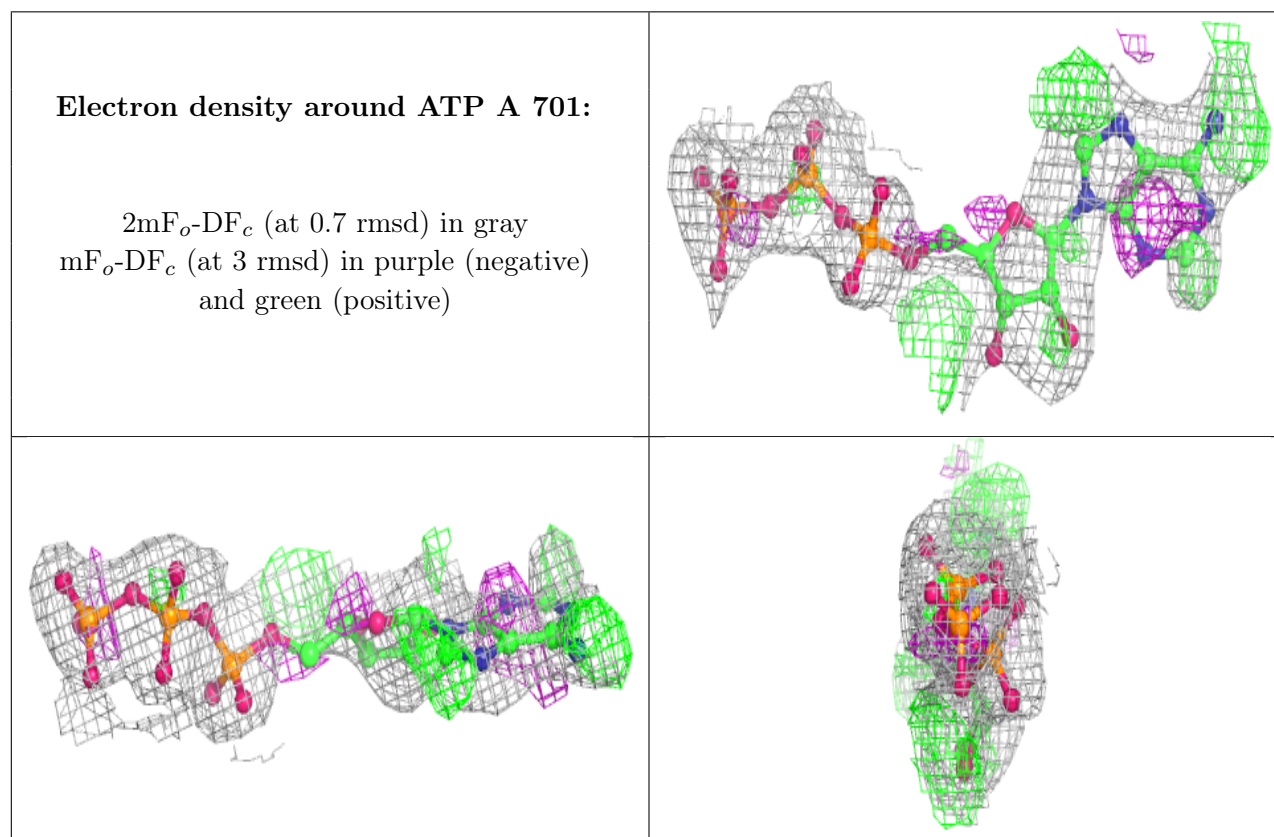 Electron density around ATP A 701:
2mFo-DFc (at 0.7 rmsd) in gray
mFo-DFc (at 3 rmsd) in purple (negative)
and green (positive)